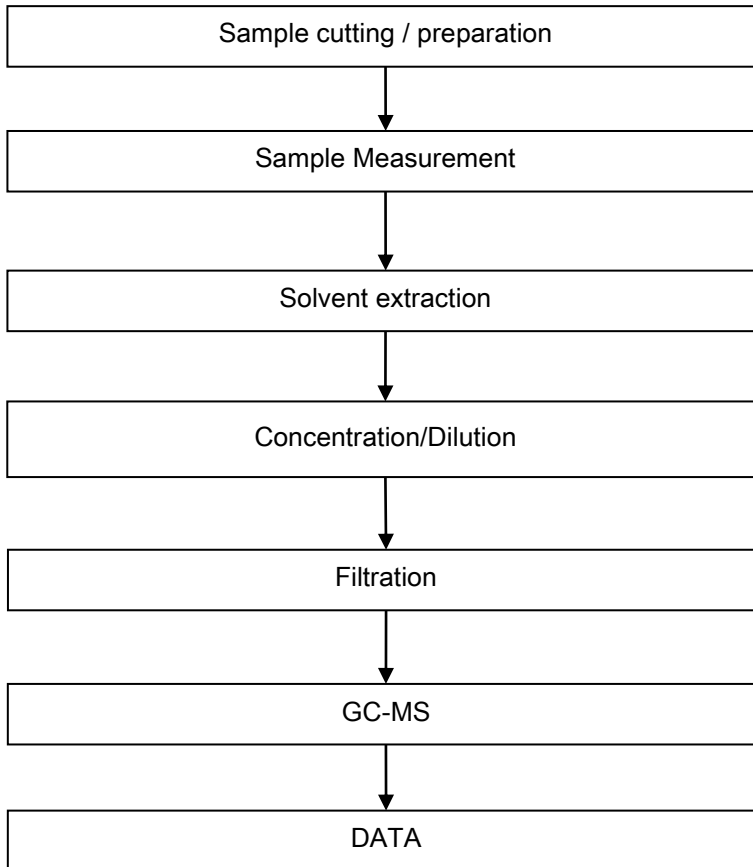 Sample cutting / preparation
Sample Measurement
Solvent extraction
Concentration/Dilution
Filtration
GC-MS
DATA